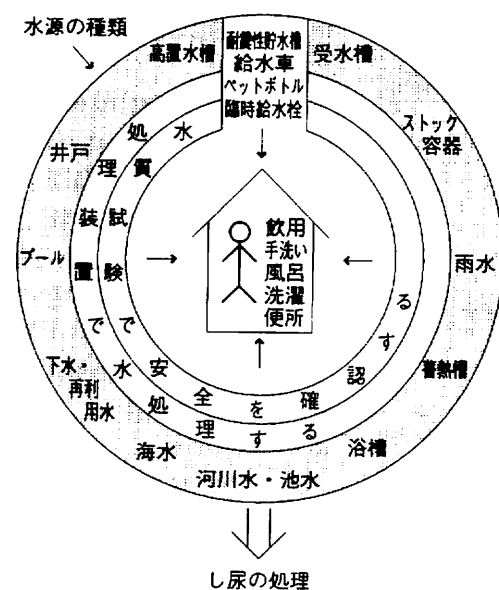 水源の種類
高置水槽
耐震性貯水槽
給水車
ペットボトル
臨時給水栓
受水槽
ストック
容器
雨水
蓄熱槽
浴槽
河川水・池水
海水
下水・
再利
用水
プール
井戸
処理装置で水処理する
水質試験で安全を確認する
飲用
手洗い
風呂
洗濯
便所
し尿の処理